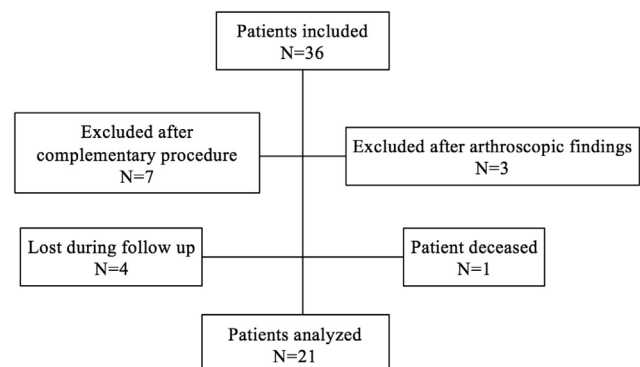 Patients included
N=36
Excluded after
complementary procedure
N=7
Excluded after arthroscopic findings
N=3
Lost during follow up
N=4
Patient deceased
N=1
Patients analyzed
N=21